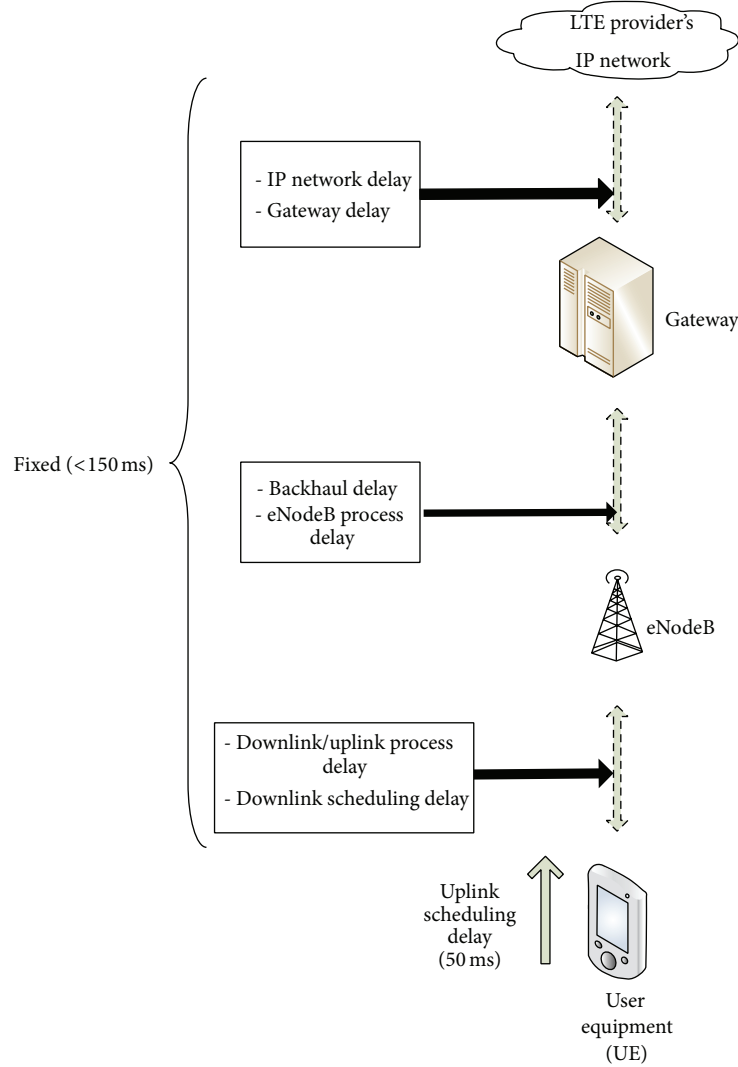 LTE provider's
IP network
- IP network delay
- Gateway delay
Gateway
Fixed (<150 ms)
- Backhaul delay
- eNodeB process
delay
eNodeB
- Downlink/uplink process
delay
- Downlink scheduling delay
Uplink
scheduling
delay
(50 ms)
User
equipment
(UE)